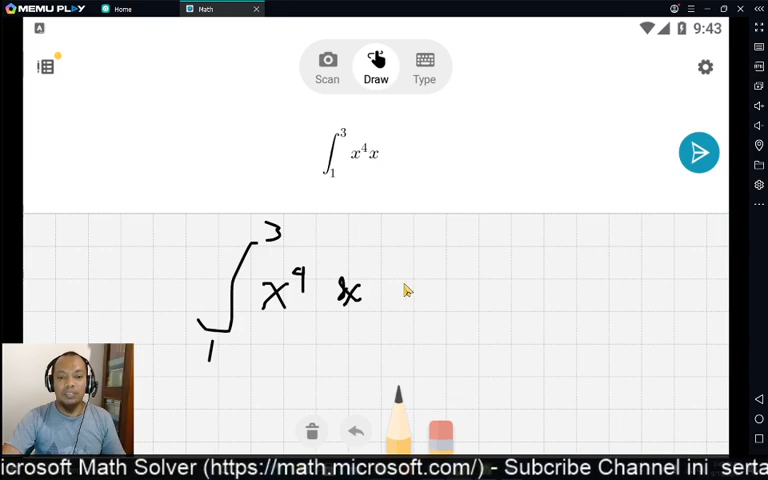 MEMU PLAY Home Math
9:43
A
Scan Draw Type
∫₁³ x⁴x
3
∫ x⁴ dx
1
icrosoft Math Solver (https://math.microsoft.com/) - Subcribe Channel ini serta